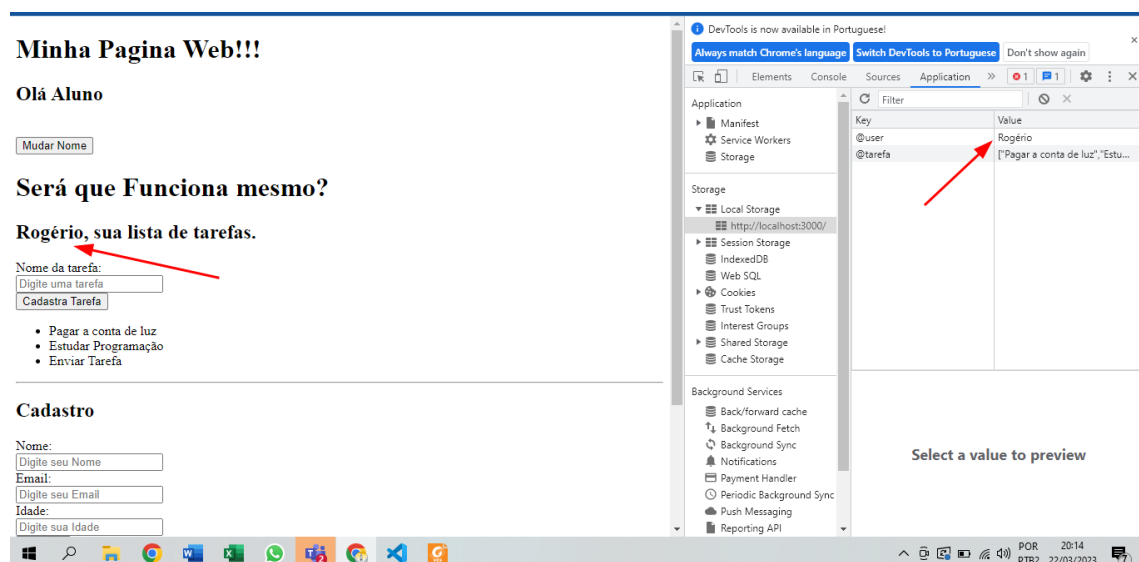 Minha Pagina Web!!!
Olá Aluno
Mudar Nome
Será que Funciona mesmo?
Rogério, sua lista de tarefas.
Nome da tarefa:
Digite uma tarefa
Cadastra Tarefa
Pagar a conta de luz
Estudar Programação
Enviar Tarefa
Cadastro
Nome:
Digite seu Nome
Email:
Digite seu Email
Idade:
Digite sua Idade
DevTools is now available in Portuguese!
Always match Chrome's language Switch DevTools to Portuguese Don't show again
Elements Console Sources Application » 1 1
Application
Manifest
Service Workers
Storage
Storage
Local Storage
http://localhost:3000/
Session Storage
IndexedDB
Web SQL
Cookies
Trust Tokens
Interest Groups
Shared Storage
Cache Storage
Background Services
Back/forward cache
Background Fetch
Background Sync
Notifications
Payment Handler
Periodic Background Sync
Push Messaging
Reporting API
Filter
Key Value
@user Rogério
@tarefa ["Pagar a conta de luz","Estu...
Select a value to preview
POR 20:14
PTB2 22/03/2023